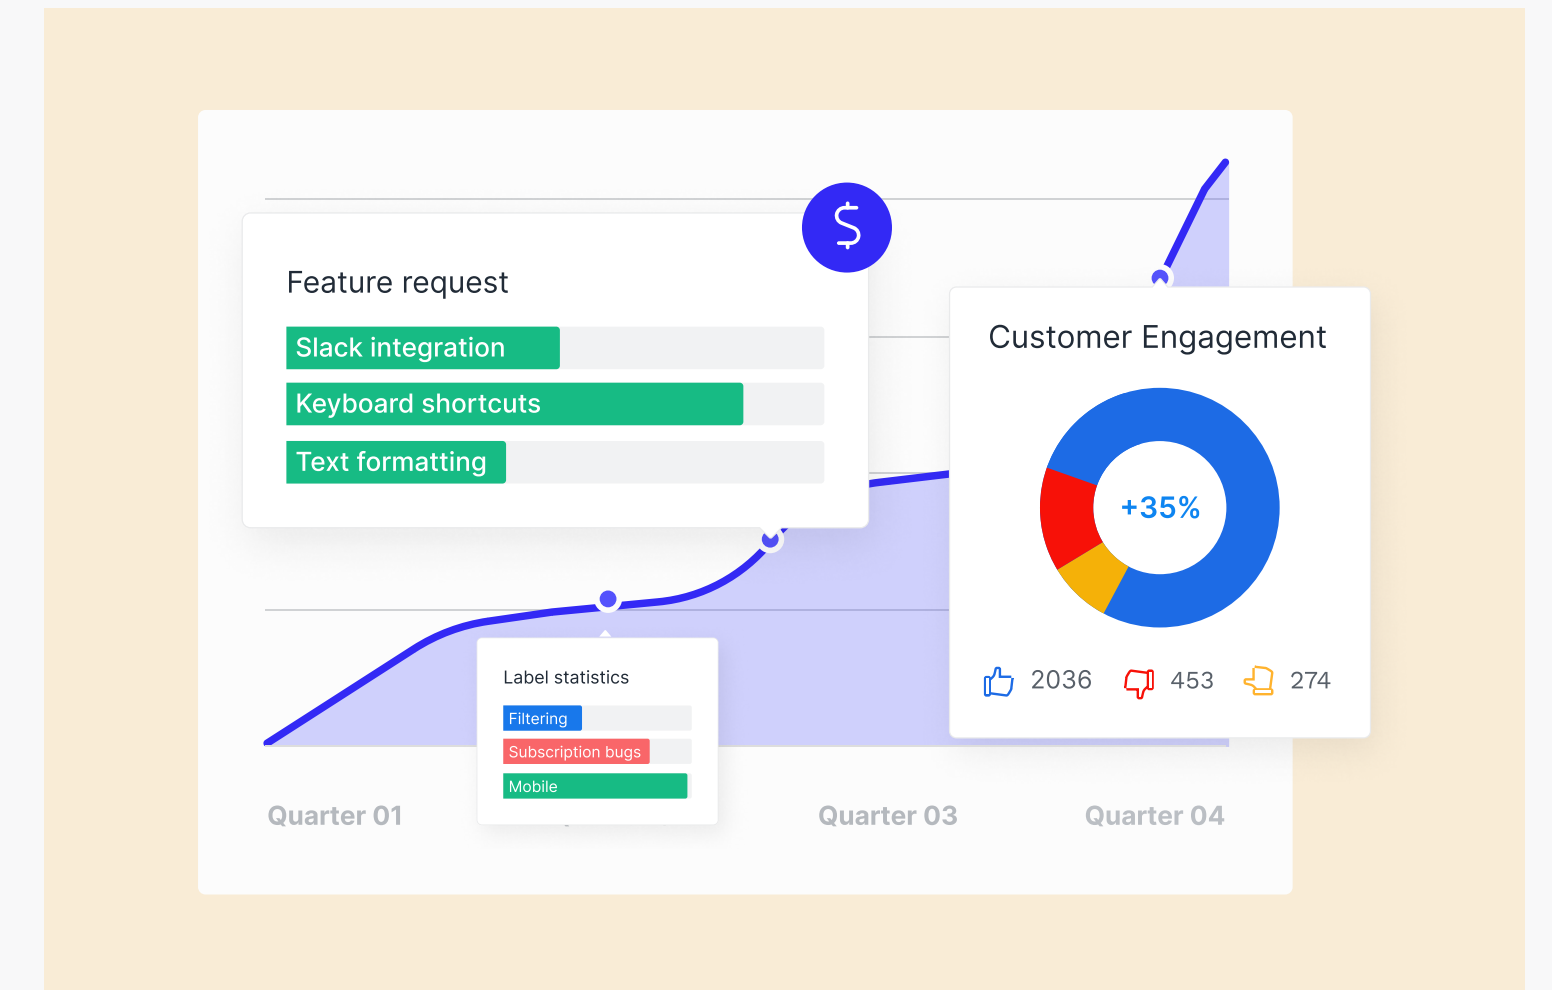 $
Feature request
Slack integration
Keyboard shortcuts
Text formatting
Customer Engagement
+35%
2036
453
274
Label statistics
Filtering
Subscription bugs
Mobile
Quarter 01
Quarter 03
Quarter 04